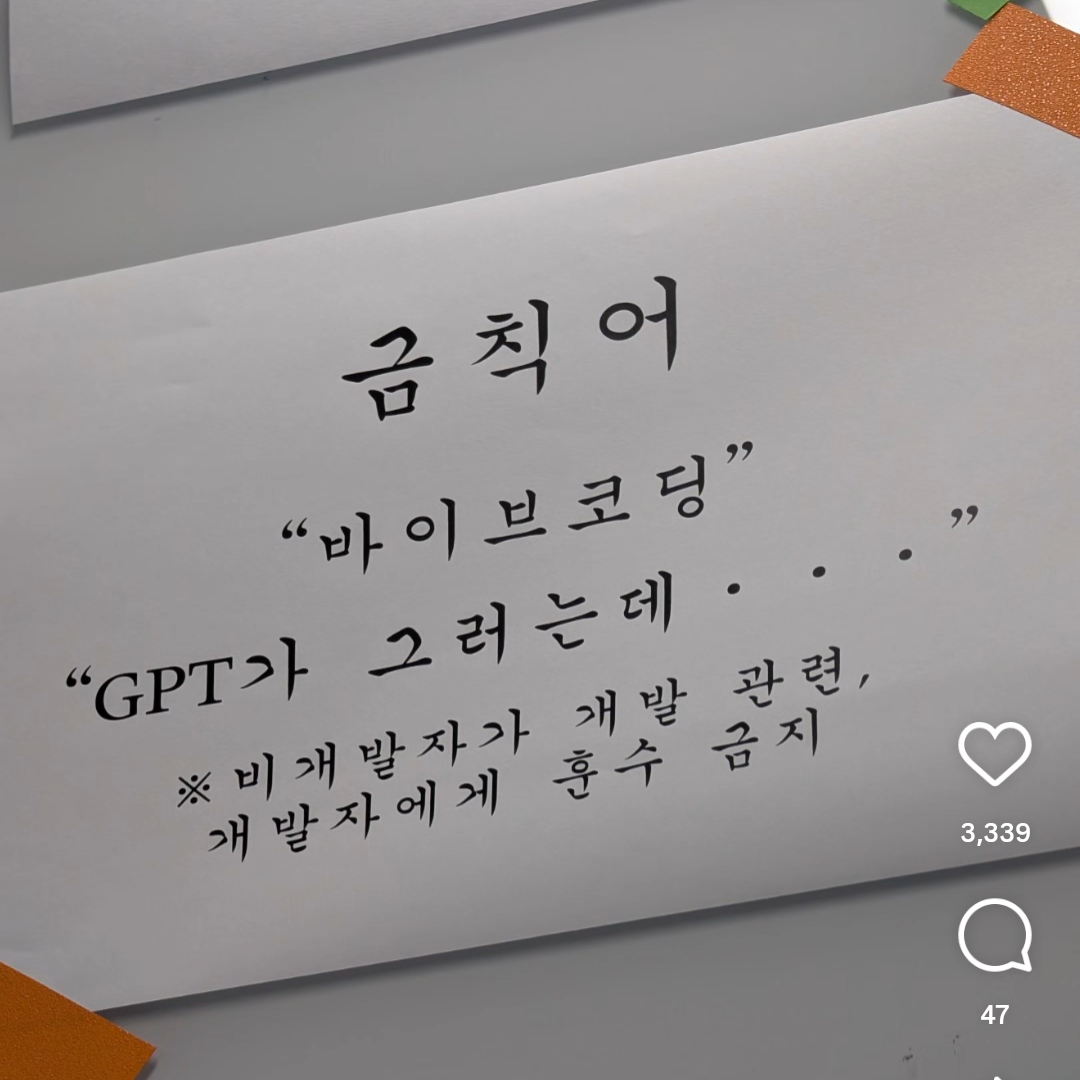 금칙어
“바이브코딩”
“GPT가 그러는데...”
※비개발자가 개발 관련,
개발자에게 훈수 금지
3,339
47